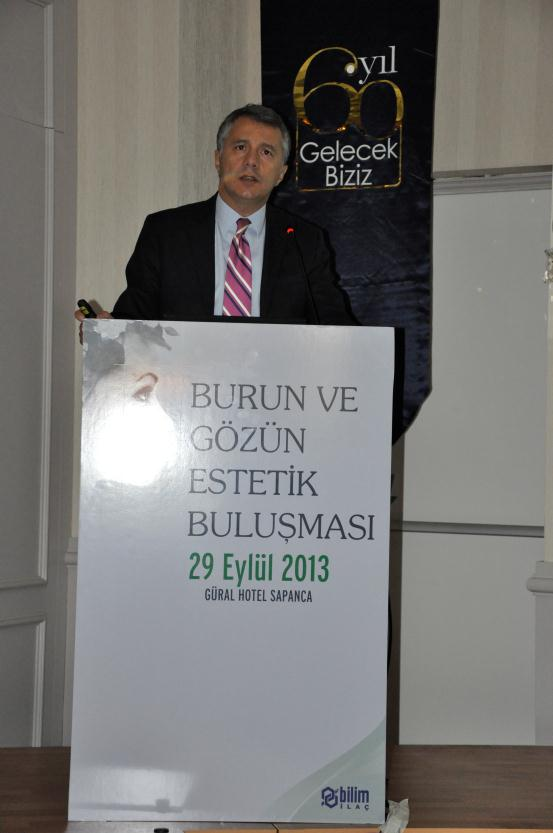 60 yıl
Gelecek
Biziz
BURUN VE
GÖZÜN
ESTETİK
BULUŞMASI
29 Eylül 2013
GÜRAL HOTEL SAPANCA
bilim
İLAÇ